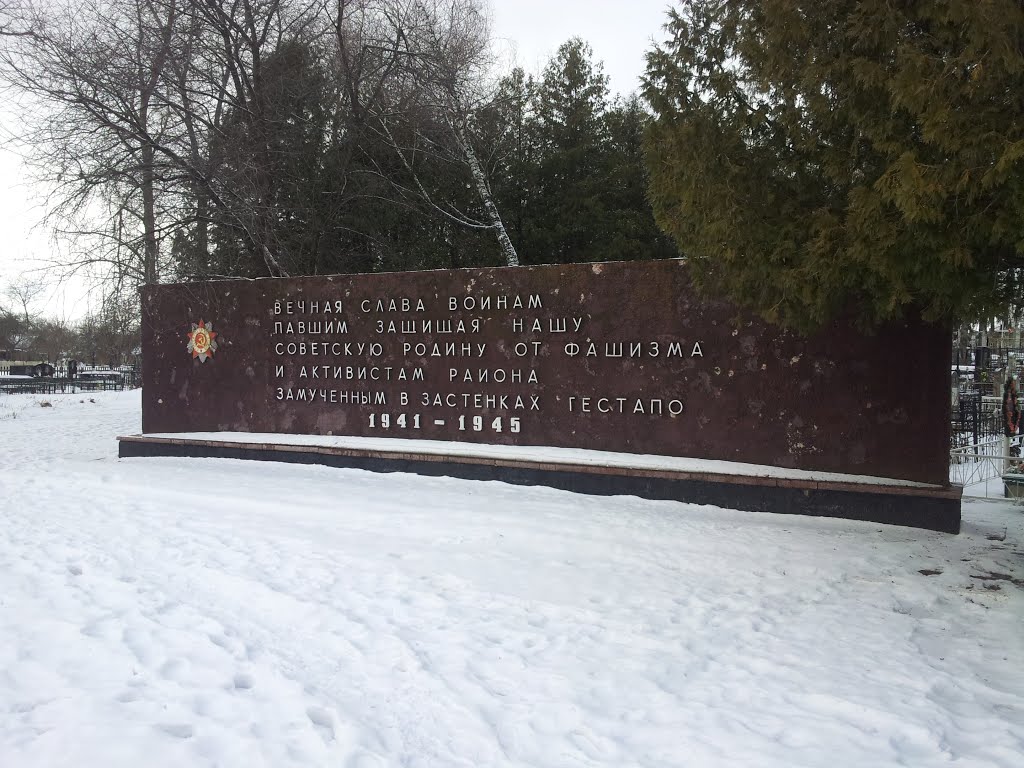 ВЕЧНАЯ СЛАВА ВОИНАМ
ПАВШИМ ЗАЩИЩАЯ НАШУ
СОВЕТСКУЮ РОДИНУ ОТ ФАШИЗМА
И АКТИВИСТАМ РАЙОНА
ЗАМУЧЕННЫМ В ЗАСТЕНКАХ ГЕСТАПО
1941 - 1945